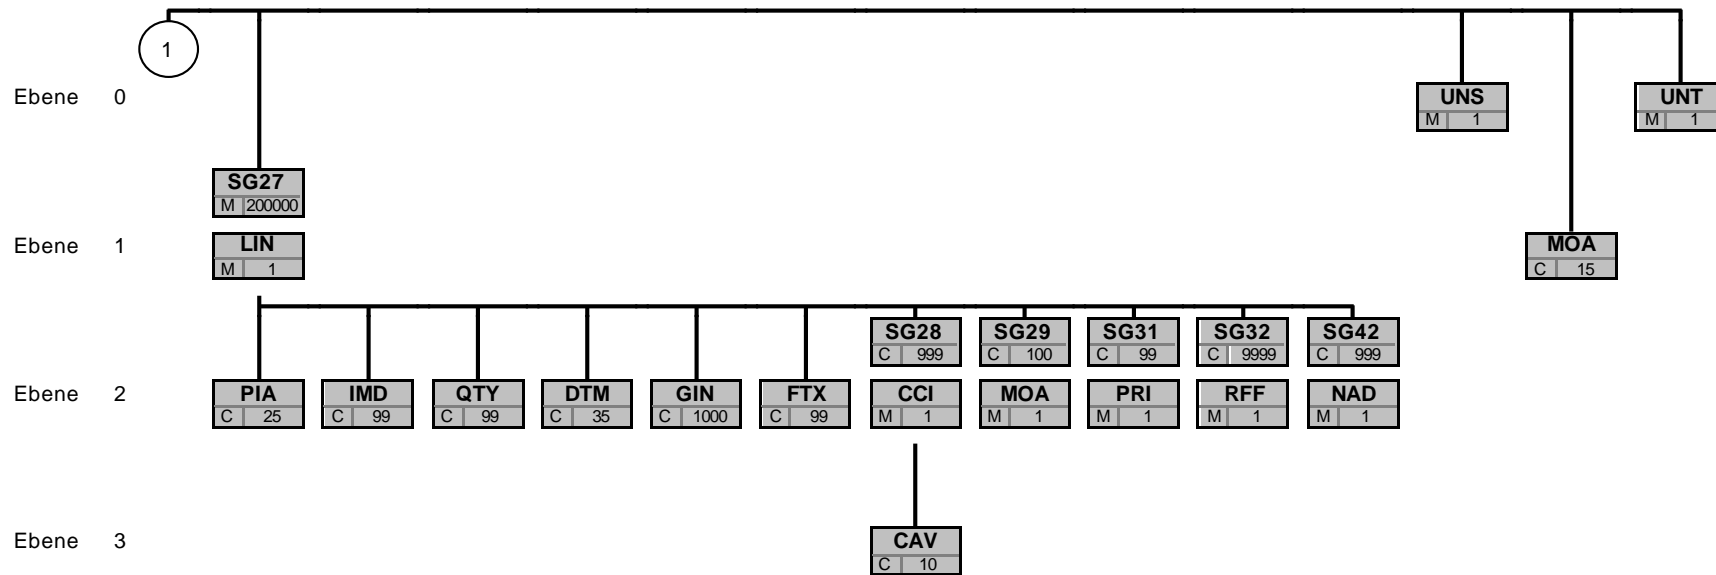 1
Ebene 0
UNS
M 1
UNT
M 1
SG27
M 200000
Ebene 1
LIN
M 1
MOA
C 15
SG28
C 999
SG29
C 100
SG31
C 99
SG32
C 9999
SG42
C 999
Ebene 2
PIA
C 25
IMD
C 99
QTY
C 99
DTM
C 35
GIN
C 1000
FTX
C 99
CCI
M 1
MOA
M 1
PRI
M 1
RFF
M 1
NAD
M 1
Ebene 3
CAV
C 10